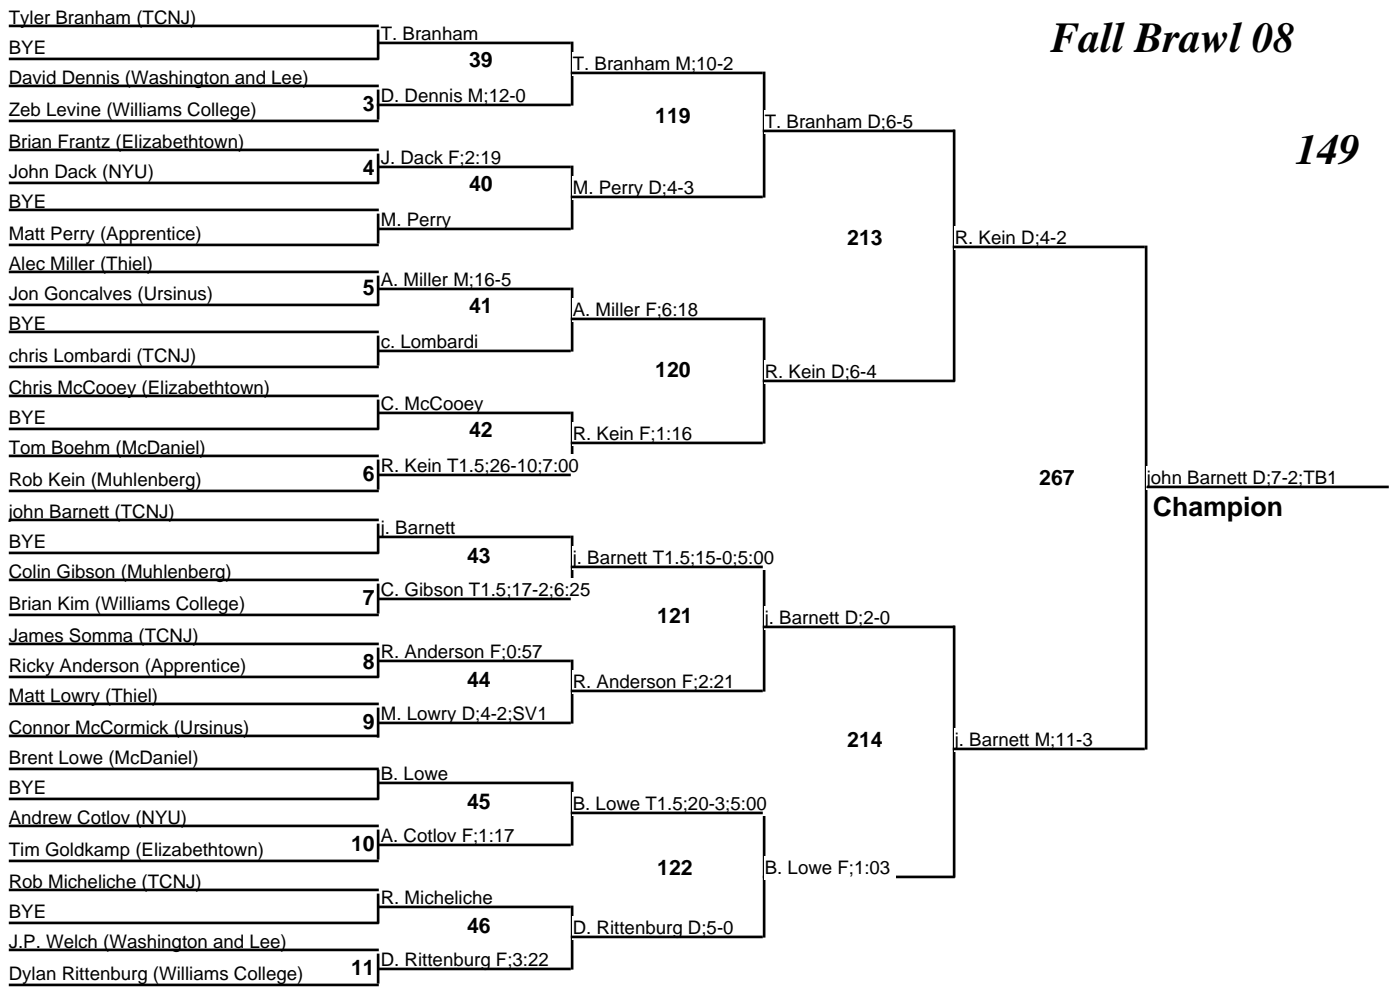 Fall Brawl 08
149
Tyler Branham (TCNJ)
BYE
David Dennis (Washington and Lee)
Zeb Levine (Williams College)
Brian Frantz (Elizabethtown)
John Dack (NYU)
BYE
Matt Perry (Apprentice)
Alec Miller (Thiel)
Jon Goncalves (Ursinus)
BYE
chris Lombardi (TCNJ)
Chris McCooey (Elizabethtown)
BYE
Tom Boehm (McDaniel)
Rob Kein (Muhlenberg)
john Barnett (TCNJ)
BYE
Colin Gibson (Muhlenberg)
Brian Kim (Williams College)
James Somma (TCNJ)
Ricky Anderson (Apprentice)
Matt Lowry (Thiel)
Connor McCormick (Ursinus)
Brent Lowe (McDaniel)
BYE
Andrew Cotlov (NYU)
Tim Goldkamp (Elizabethtown)
Rob Micheliche (TCNJ)
BYE
J.P. Welch (Washington and Lee)
Dylan Rittenburg (Williams College)
3
4
5
6
7
8
9
10
11
T. Branham
39
D. Dennis M;12-0
J. Dack F;2:19
40
M. Perry
A. Miller M;16-5
41
c. Lombardi
C. McCooey
42
R. Kein T1.5;26-10;7:00
j. Barnett
43
C. Gibson T1.5;17-2;6:25
R. Anderson F;0:57
44
M. Lowry D;4-2;SV1
B. Lowe
45
A. Cotlov F;1:17
R. Micheliche
46
D. Rittenburg F;3:22
T. Branham M;10-2
119
M. Perry D;4-3
A. Miller F;6:18
120
R. Kein F;1:16
j. Barnett T1.5;15-0;5:00
121
R. Anderson F;2:21
B. Lowe T1.5;20-3;5:00
122
D. Rittenburg D;5-0
T. Branham D;6-5
213
R. Kein D;6-4
j. Barnett D;2-0
214
B. Lowe F;1:03
R. Kein D;4-2
267
j. Barnett M;11-3
john Barnett D;7-2;TB1
Champion